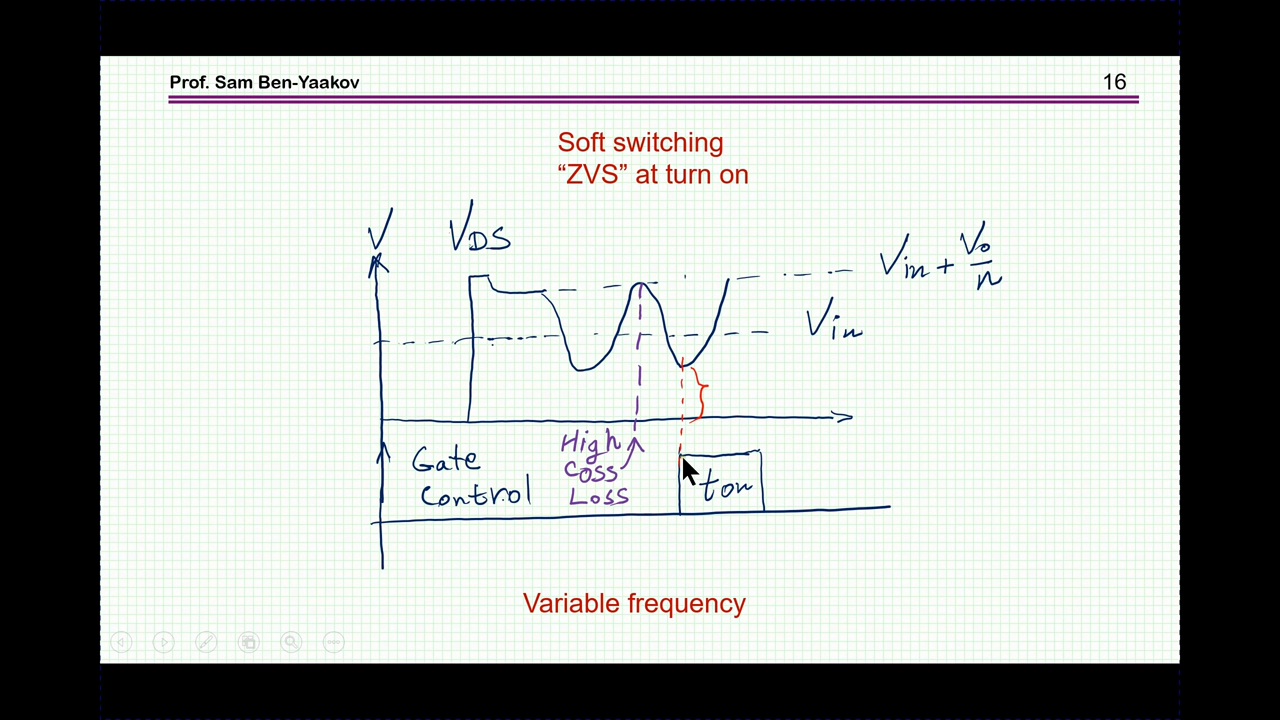 Prof. Sam Ben-Yaakov
16
Soft switching
“ZVS” at turn on
V
VDS
Vin + Vo/n
Vin
Gate
Control
High
Coss
Loss
ton
Variable frequency